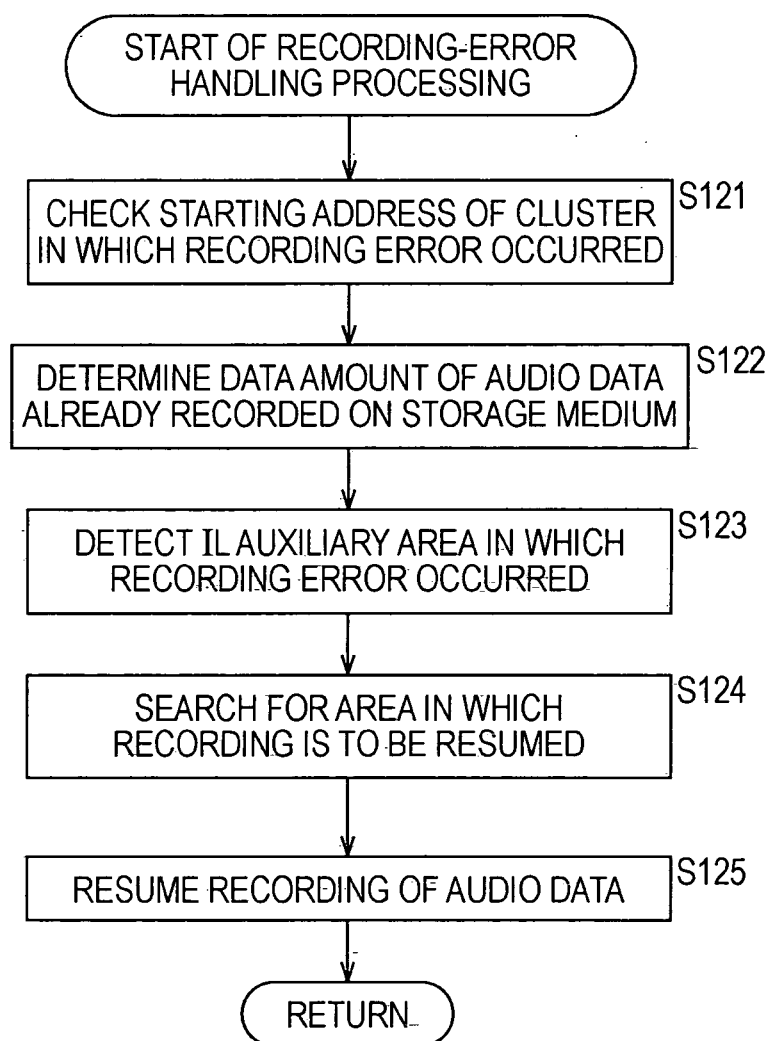 START OF RECORDING-ERROR
HANDLING PROCESSING
S121
CHECK STARTING ADDRESS OF CLUSTER
IN WHICH RECORDING ERROR OCCURRED
S122
DETERMINE DATA AMOUNT OF AUDIO DATA
ALREADY RECORDED ON STORAGE MEDIUM
S123
DETECT IL AUXILIARY AREA IN WHICH
RECORDING ERROR OCCURRED
S124
SEARCH FOR AREA IN WHICH
RECORDING IS TO BE RESUMED
S125
RESUME RECORDING OF AUDIO DATA
RETURN